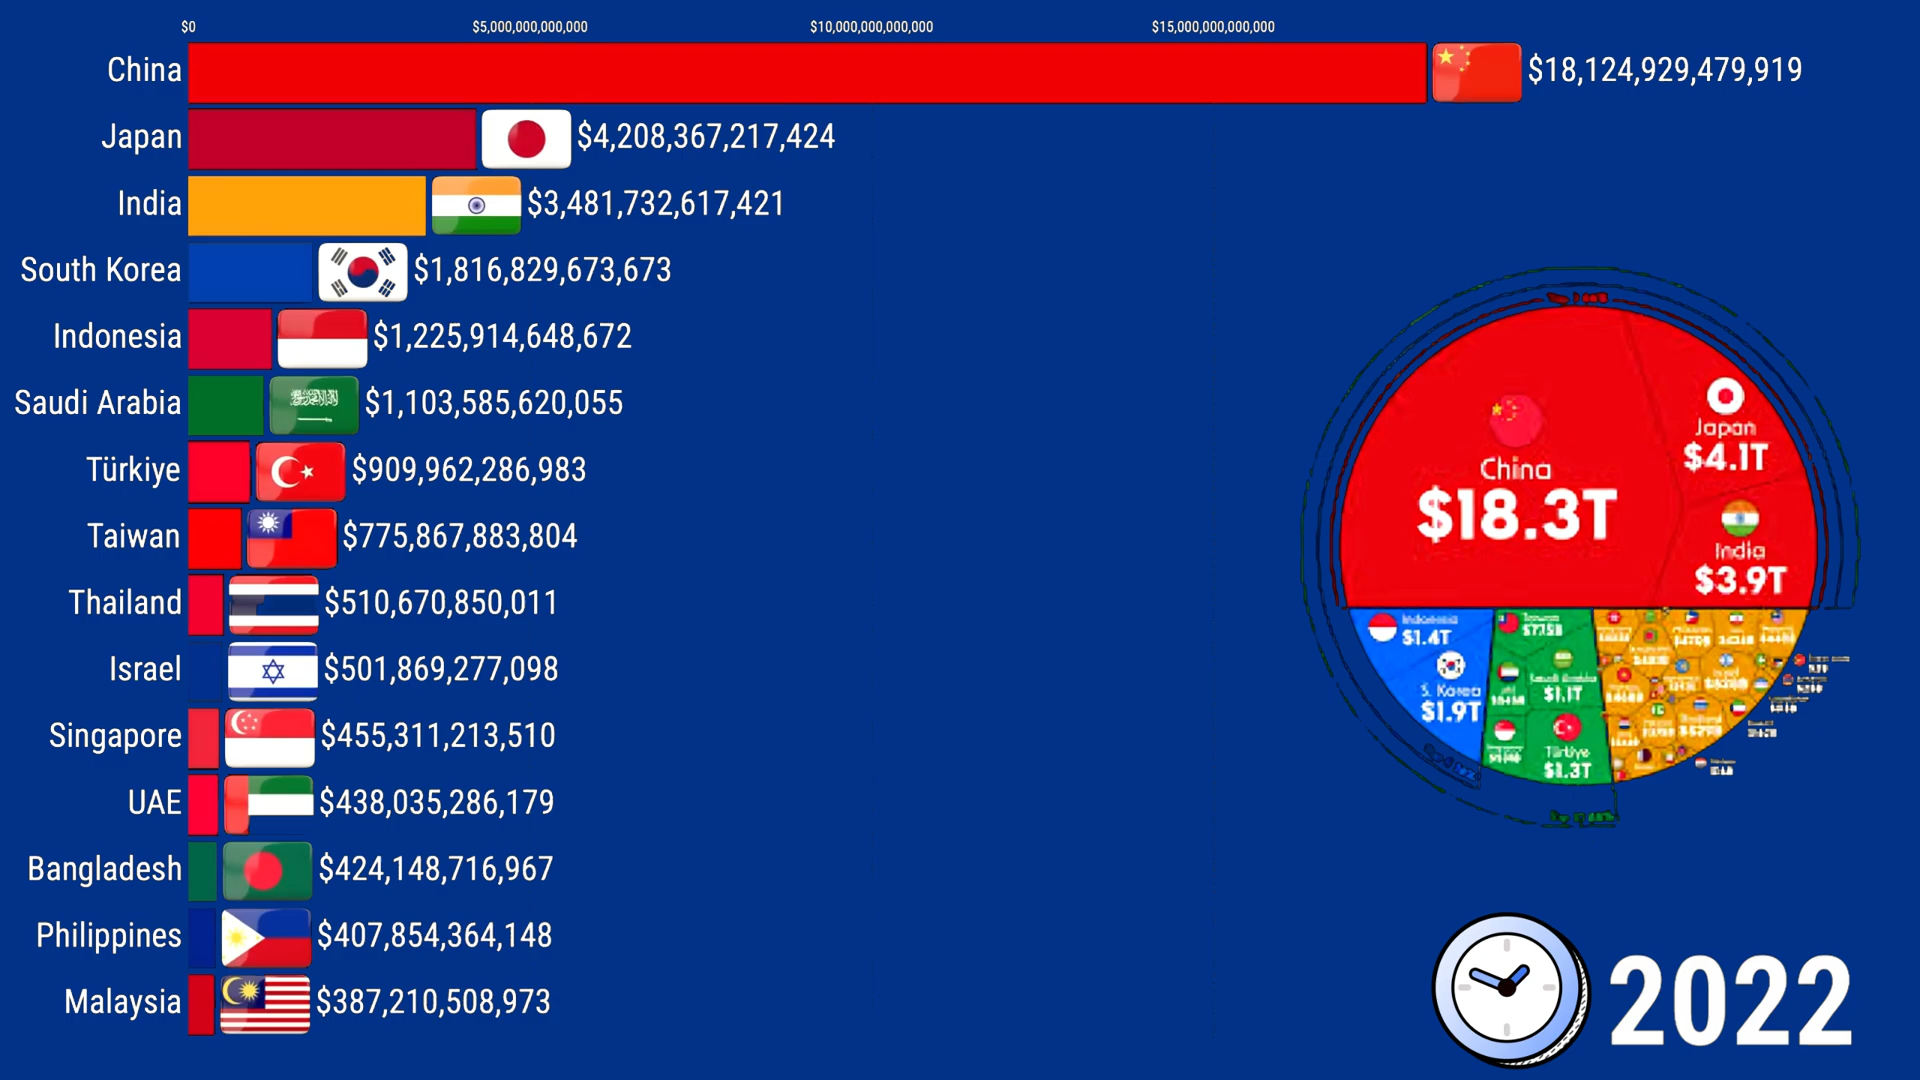 $0 $5,000,000,000,000 $10,000,000,000,000 $15,000,000,000,000
China $18,124,929,479,919
Japan $4,208,367,217,424
India $3,481,732,617,421
South Korea $1,816,829,673,673
Indonesia $1,225,914,648,672
Saudi Arabia $1,103,585,620,055
Türkiye $909,962,286,983
Taiwan $775,867,883,804
Thailand $510,670,850,011
Israel $501,869,277,098
Singapore $455,311,213,510
UAE $438,035,286,179
Bangladesh $424,148,716,967
Philippines $407,854,364,148
Malaysia $387,210,508,973
China
$18.3T
Japan
$4.1T
India
$3.9T
Indonesia
$1.4T
S. Korea
$1.9T
Saudi Arabia
$1.1T
Türkiye
$1.3T
2022